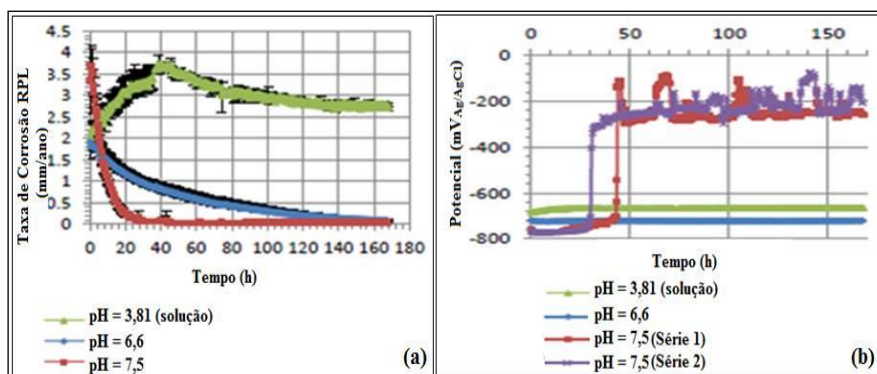 Taxa de Corrosão RPL
(mm/ano)
4.5
4
3.5
3
2.5
2
1.5
1
0.5
0
0 20 40 60 80 100 120 140 160 180
Tempo (h)
pH = 3,81 (solução)
pH = 6,6
pH = 7,5
(a)
Potencial (mVAg/AgCl)
0 50 100 150
0
-200
-400
-600
-800
Tempo (h)
pH = 3,81 (solução)
pH = 6,6
pH = 7,5 (Série 1)
pH = 7,5 (Série 2)
(b)